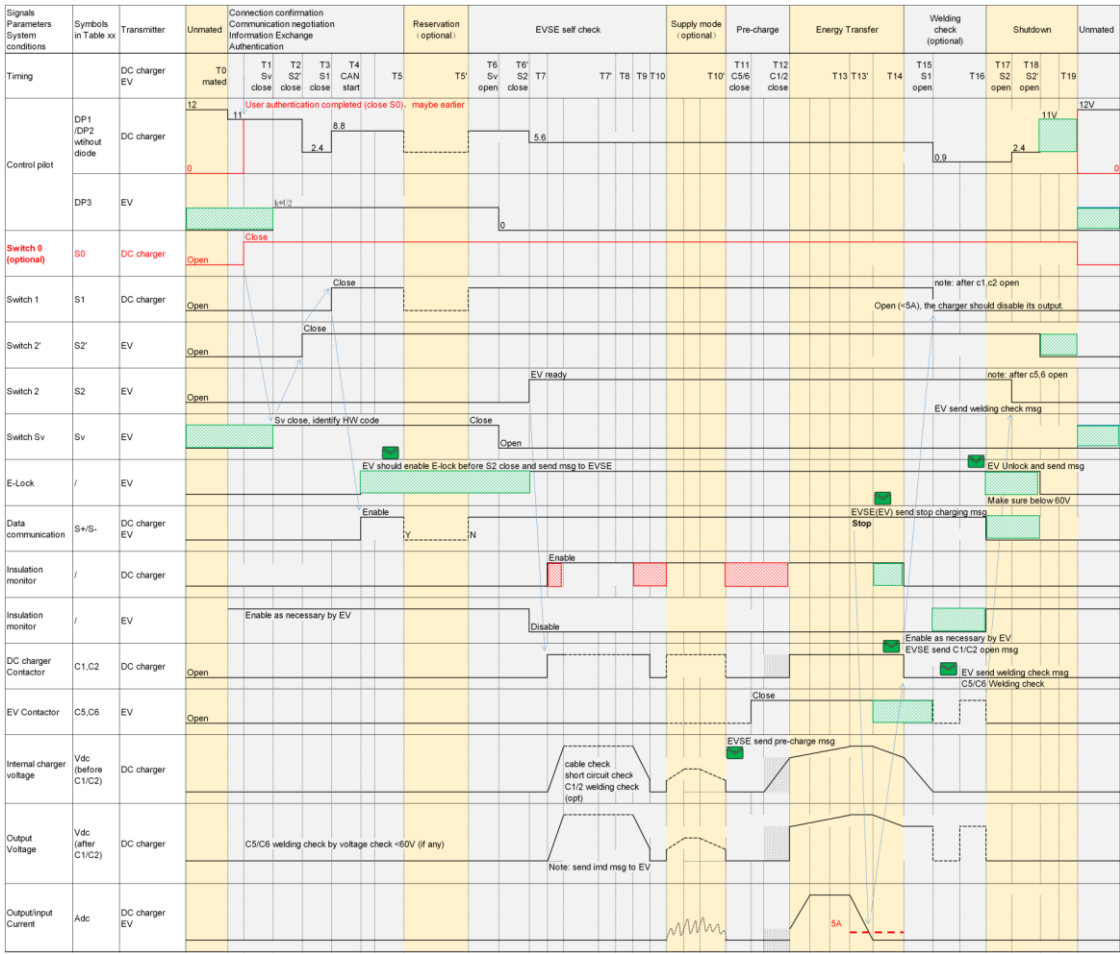 Signals
Parameters
System
conditions
Symbols
in Table xx
Transmitter
Unmated
Connection confirmation
Communication negotiation
Information Exchange
Authentication
Reservation
（optional）
EVSE self check
Supply mode
(optional)
Pre-charge
Energy Transfer
Welding
check
(optional)
Shutdown
Unmated
Timing
DC charger
EV
T0
mated
T1
Sv
close
T2
S2'
close
T3
S1
close
T4
CAN
start
T5
T5'
T6
Sv
open
T6'
S2
close
T7
T7'
T8
T9
T10
T10'
T11
C5/6
close
T12
C1/2
close
T13
T13'
T14
T15
S1
open
T16
T17
S2
open
T18
S2'
open
T19
Control pilot
DP1
/DP2
wtihout
diode
DC charger
12
0
11
User authentication completed (close S0)，maybe earlier
2.4
8.8
5.6
0.9
2.4
11V
12V
0
DP3
EV
0
Switch 0
(optional)
S0
DC charger
Open
Close
Switch 1
S1
DC charger
Open
Close
note: after c1,c2 open
Open (<5A), the charger should disable its output.
Switch 2'
S2'
EV
Open
Close
Switch 2
S2
EV
Open
EV ready
note: after c5,6 open
EV send welding check msg
Switch Sv
Sv
EV
Sv close, identify HW code
Close
Open
E-Lock
/
EV
EV should enable E-lock before S2 close and send msg to EVSE
EV Unlock and send msg
Make sure below 60V
Data
communication
S+/S-
DC charger
EV
Enable
Y
N
EVSE(EV) send stop charging msg
Stop
Insulation
monitor
/
DC charger
Enable
Insulation
monitor
/
EV
Enable as necessary by EV
Disable
Enable as necessary by EV
DC charger
Contactor
C1,C2
DC charger
Open
EVSE send C1/C2 open msg
EV send welding check msg
C5/C6 Welding check
EV Contactor
C5,C6
EV
Open
Close
Internal charger
voltage
Vdc
(before
C1/C2)
DC charger
cable check
short circuit check
C1/2 welding check
(opt)
EVSE send pre-charge msg
Output
Voltage
Vdc
(after
C1/C2)
DC charger
C5/C6 welding check by voltage check <60V (if any)
Note: send imd msg to EV
Output/input
Current
Adc
DC charger
EV
5A